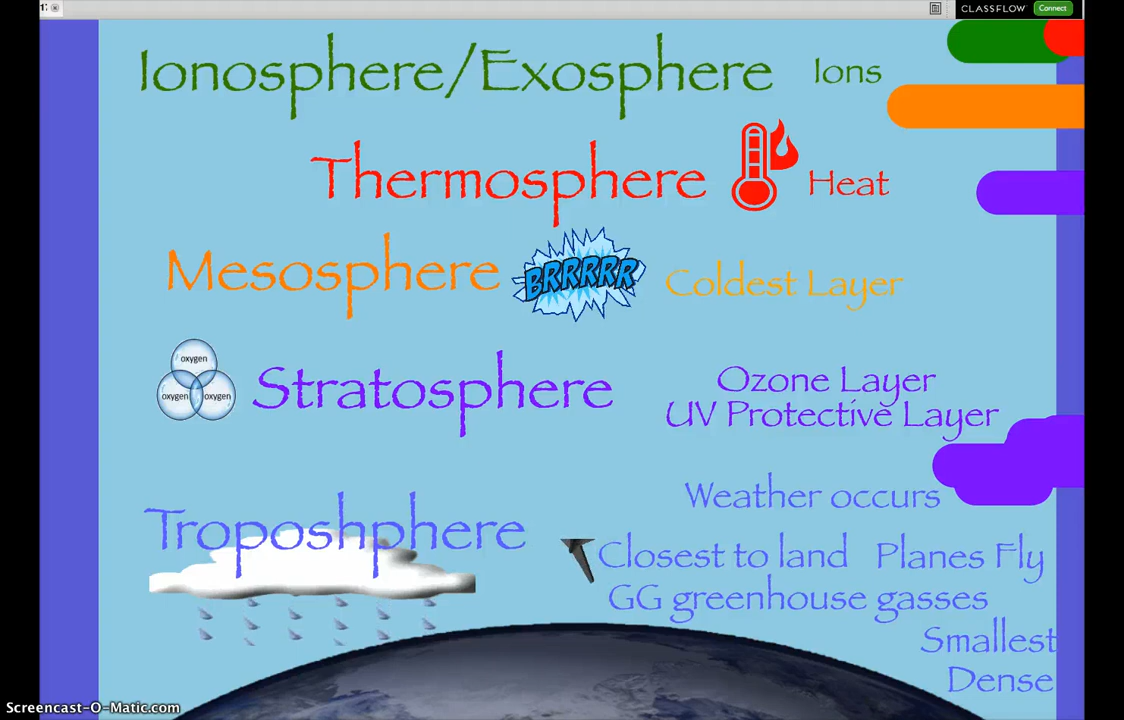 CLASSFLOW Connect
Ionosphere/Exosphere Ions
Thermosphere Heat
Mesosphere BRRRRR Coldest Layer
oxygen
oxygen oxygen
Stratosphere
Ozone Layer
UV Protective Layer
Weather occurs
Troposhphere
Closest to land Planes Fly
GG greenhouse gasses
Smallest
Dense
Screencast-O-Matic.com